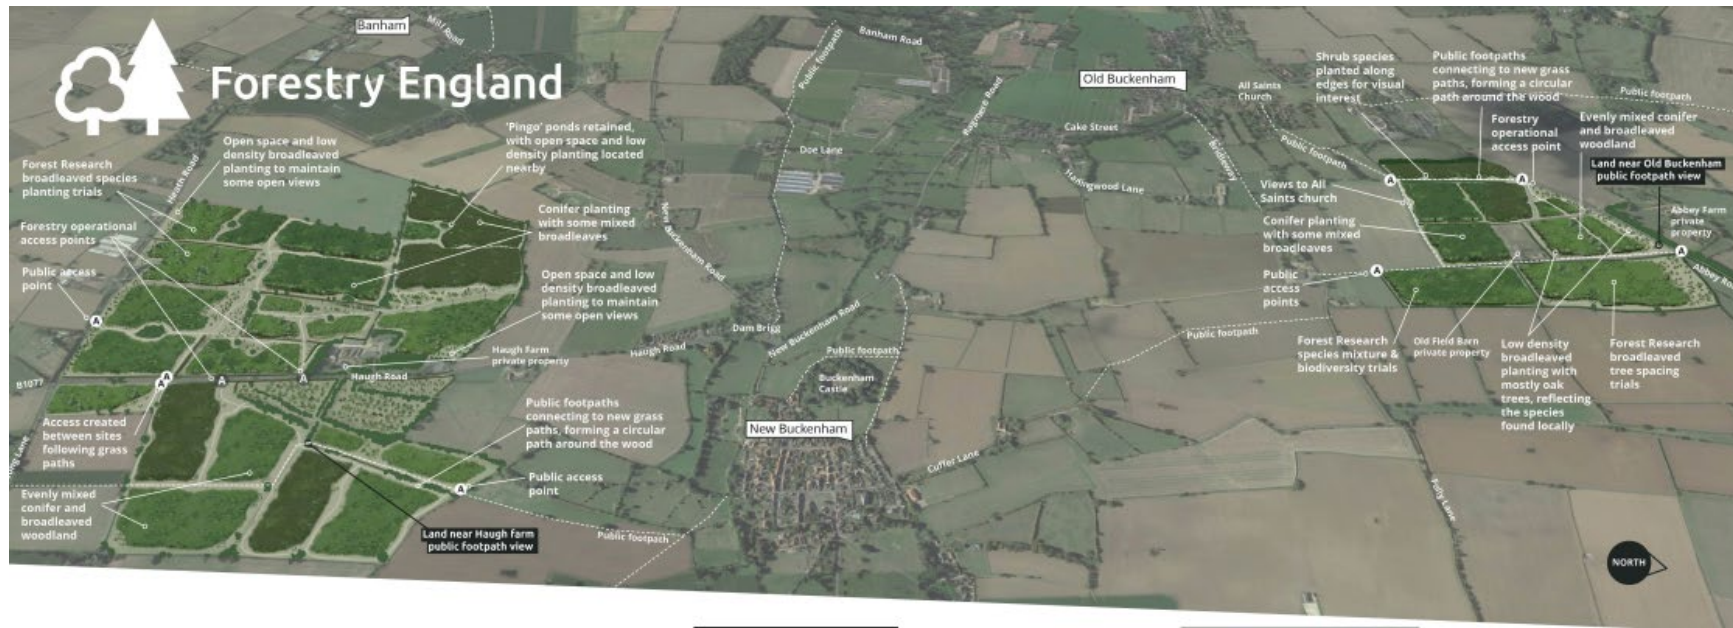 Forestry England
Banham
Mill Road
Heath Road
Forest Research
broadleaved species
planting trials
Open space and low
density broadleaved
planting to maintain
some open views
'Pingo' ponds retained,
with open space and low
density planting located
nearby
Forestry operational
access points
Conifer planting
with some mixed
broadleaves
Public access
point
A
Open space and low
density broadleaved
planting to maintain
some open views
Haugh Farm
private property
Haugh Road
B1077
A
A
A
A
Access created
between sites
following grass
paths
Lane
Public footpaths
connecting to new grass
paths, forming a circular
path around the wood
Public access
point
A
Evenly mixed
conifer and
broadleaved
woodland
Land near Haugh farm
public footpath view
Public footpath
Public footpath
Banham Road
Doe Lane
Ragmere Road
New Buckenham Road
Haugh Road
Dam Brigg
New Buckenham Road
Public footpath
Buckenham
Castle
New Buckenham
Cuffer Lane
Old Buckenham
Cake Street
Harlingwood Lane
Bridleway
All Saints
Church
Public footpath
Shrub species
planted along
edges for visual
interest
Public footpaths
connecting to new grass
paths, forming a circular
path around the wood
Public footpath
Forestry
operational
access point
Evenly mixed conifer
and broadleaved
woodland
Land near Old Buckenham
public footpath view
A
A
Views to All
Saints church
Conifer planting
with some mixed
broadleaves
Abbey Farm
private
property
A
Abbey
Public
access
points
A
Public footpath
Forest Research
species mixture &
biodiversity trials
Old Field Barn
private property
Low density
broadleaved
planting with
mostly oak
trees, reflecting
the species
found locally
Forest Research
broadleaved
tree spacing
trials
Folly Lane
NORTH